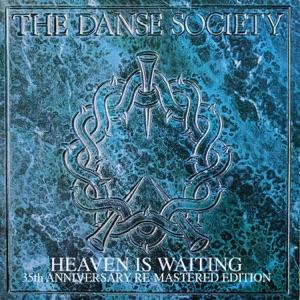 THE DANSE SOCIETY
HEAVEN IS WAITING
35th ANNIVERSARY RE-MASTERED EDITION